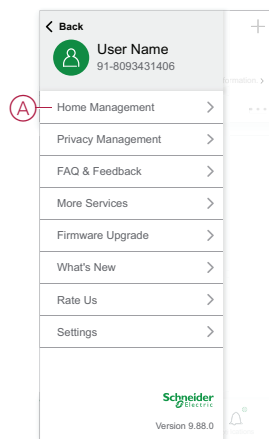 Back
User Name
91-8093431406
A
Home Management
Privacy Management
FAQ & Feedback
More Services
Firmware Upgrade
What's New
Rate Us
Settings
Schneider
Electric
Version 9.88.0